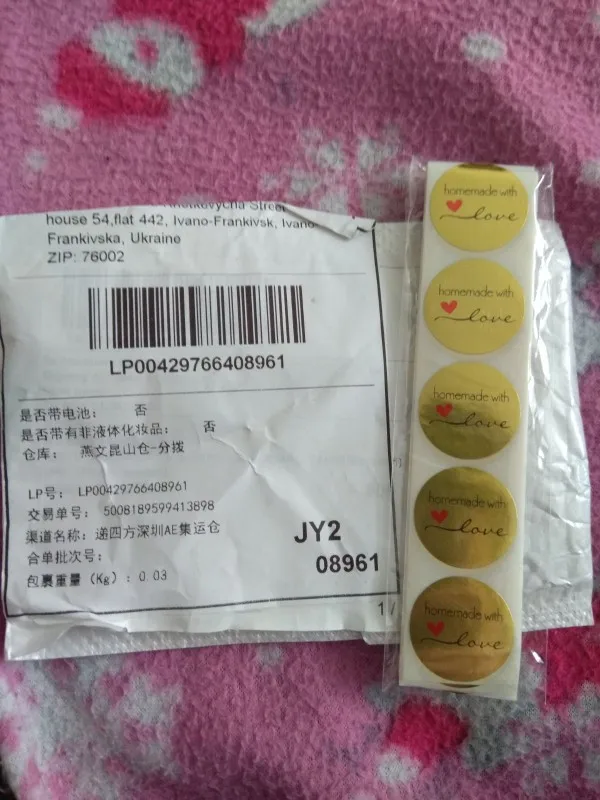 Street
house 54,flat 442, Ivano-Frankivsk, Ivano-
Frankivska, Ukraine
ZIP: 76002
LP00429766408961
是否带电池： 否
是否带有非液体化妆品： 否
仓库： 燕文昆山仓-分拨
LP号： LP00429766408961
交易单号： 5008189599413898
渠道名称：递四方深圳AE集运仓
合单批次号：
包裹重量（Kg）：0.03
JY2
08961
1/
homemade with
love
homemade with
love
homemade with
love
homemade with
love
homemade with
love